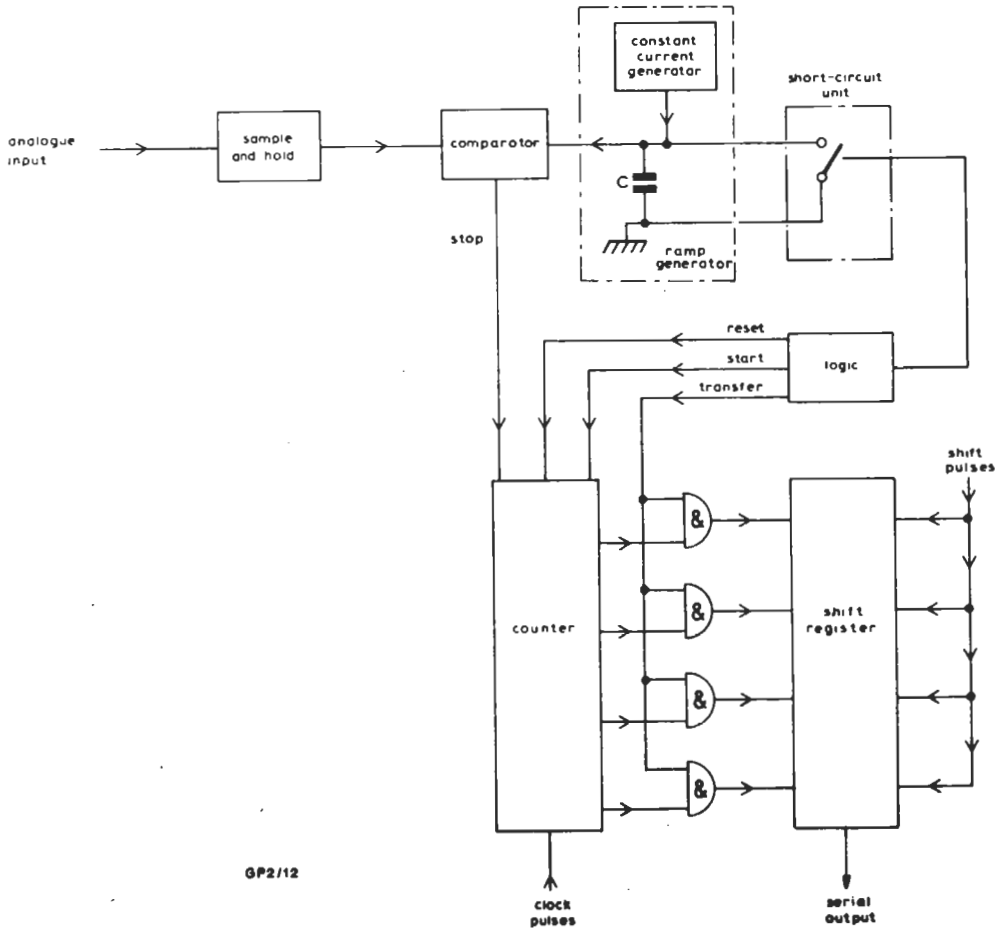 constant
current
generator
short-circuit
unit
analogue
input
sample
and hold
comparator
C
stop
ramp
generator
reset
start
transfer
logic
shift
pulses
&
&
counter
shift
register
&
&
GP2/12
clock
pulses
serial
output